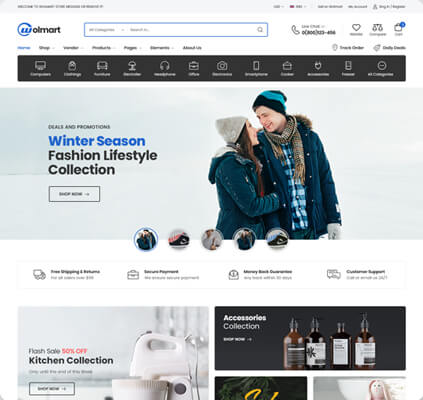 WELCOME TO WOLMART STORE MESSAGE OR REMOVE IT!
USD
ENG
Sell on Wolmart
My Account
Sign In / Register
Wolmart
All Categories
Search in...
Live Chat or :
0(800)123-456
Wishlist
Compare
Cart
Home
Shop
Vendor
Products
Pages
Elements
About Us
Track Order
Daily Deals
Computers
Clothings
Furniture
Electroller
Headphone
Office
Electronics
Smartphone
Cooker
Accessories
Freezer
All Categories
DEALS AND PROMOTIONS
Winter Season
Fashion Lifestyle
Collection
SHOP NOW →
Free Shipping & Returns
For all orders over $99
Secure Payment
We ensure secure payment
Money Back Guarantee
Any back within 30 days
Customer Support
Call or email us 24/7
Flash Sale 50% OFF
Kitchen Collection
Only until the end of this Week
SHOP NOW →
Accessories
Collection
SHOP NOW →